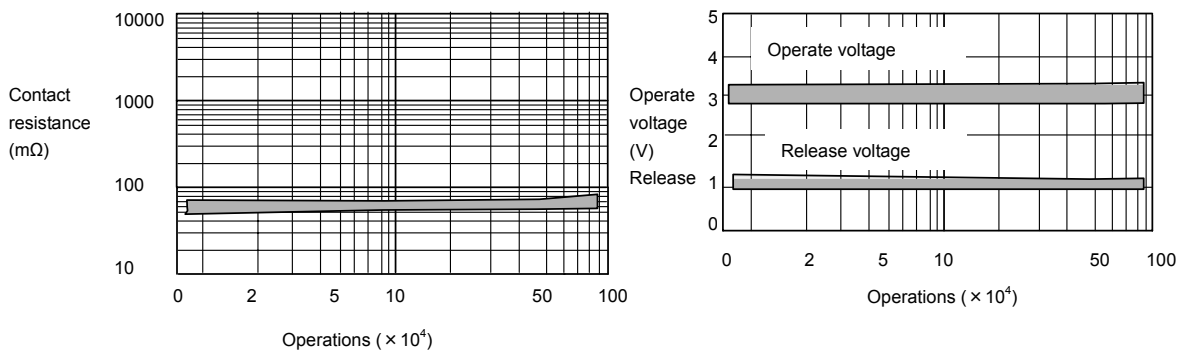 10000
1000
100
10
Contact
resistance
(mΩ)
0 2 5 10 50 100
Operations ( × 10⁴)
5
4
3
2
1
0
Operate voltage
Release voltage
Operate
voltage
(V)
Release
0 2 5 10 50 100
Operations ( × 10⁴)